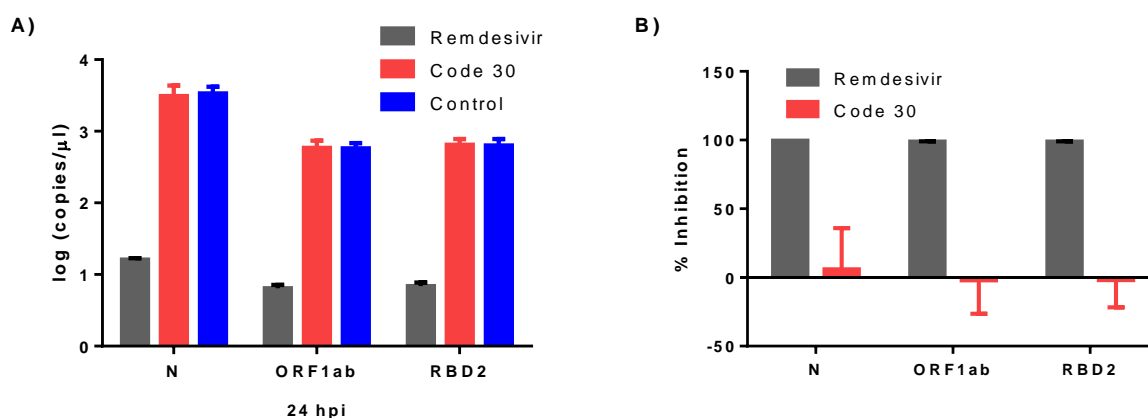 A)
Remdesivir
Code 30
Control
log (copies/µl)
4
3
2
1
0
N ORF1ab RBD2
24 hpi
B)
Remdesivir
Code 30
% Inhibition
150
100
50
0
-50
N ORF1ab RBD2